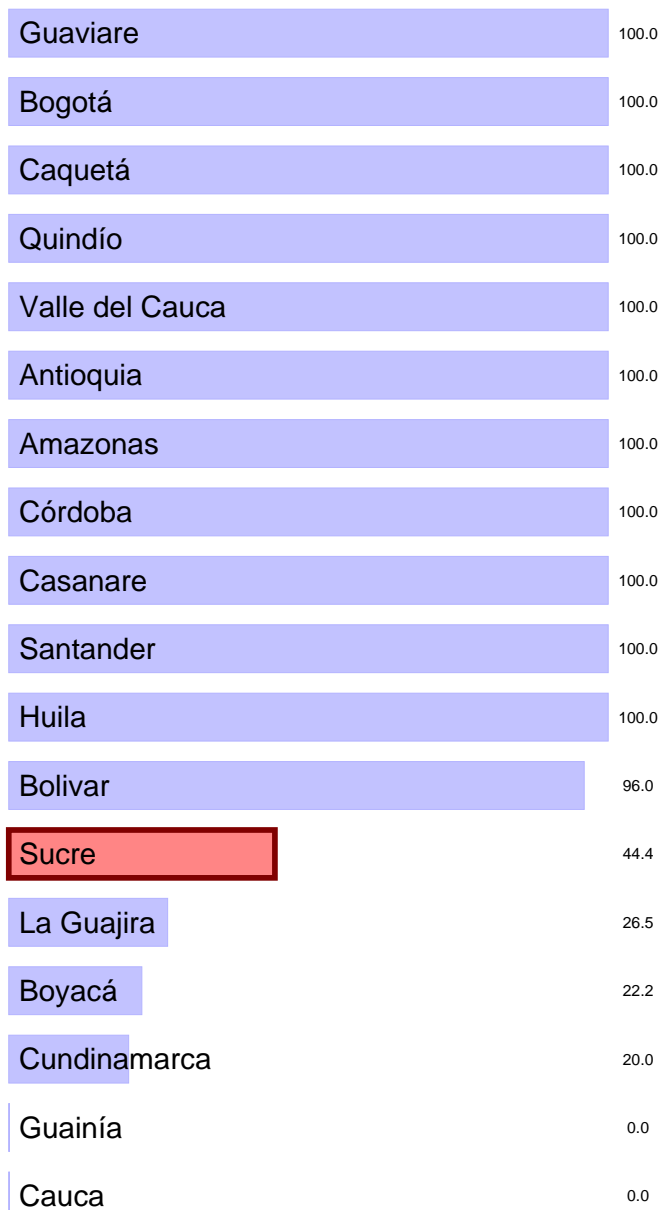 Guaviare 100.0
Bogotá 100.0
Caquetá 100.0
Quindío 100.0
Valle del Cauca 100.0
Antioquia 100.0
Amazonas 100.0
Córdoba 100.0
Casanare 100.0
Santander 100.0
Huila 100.0
Bolivar 96.0
Sucre 44.4
La Guajira 26.5
Boyacá 22.2
Cundinamarca 20.0
Guainía 0.0
Cauca 0.0